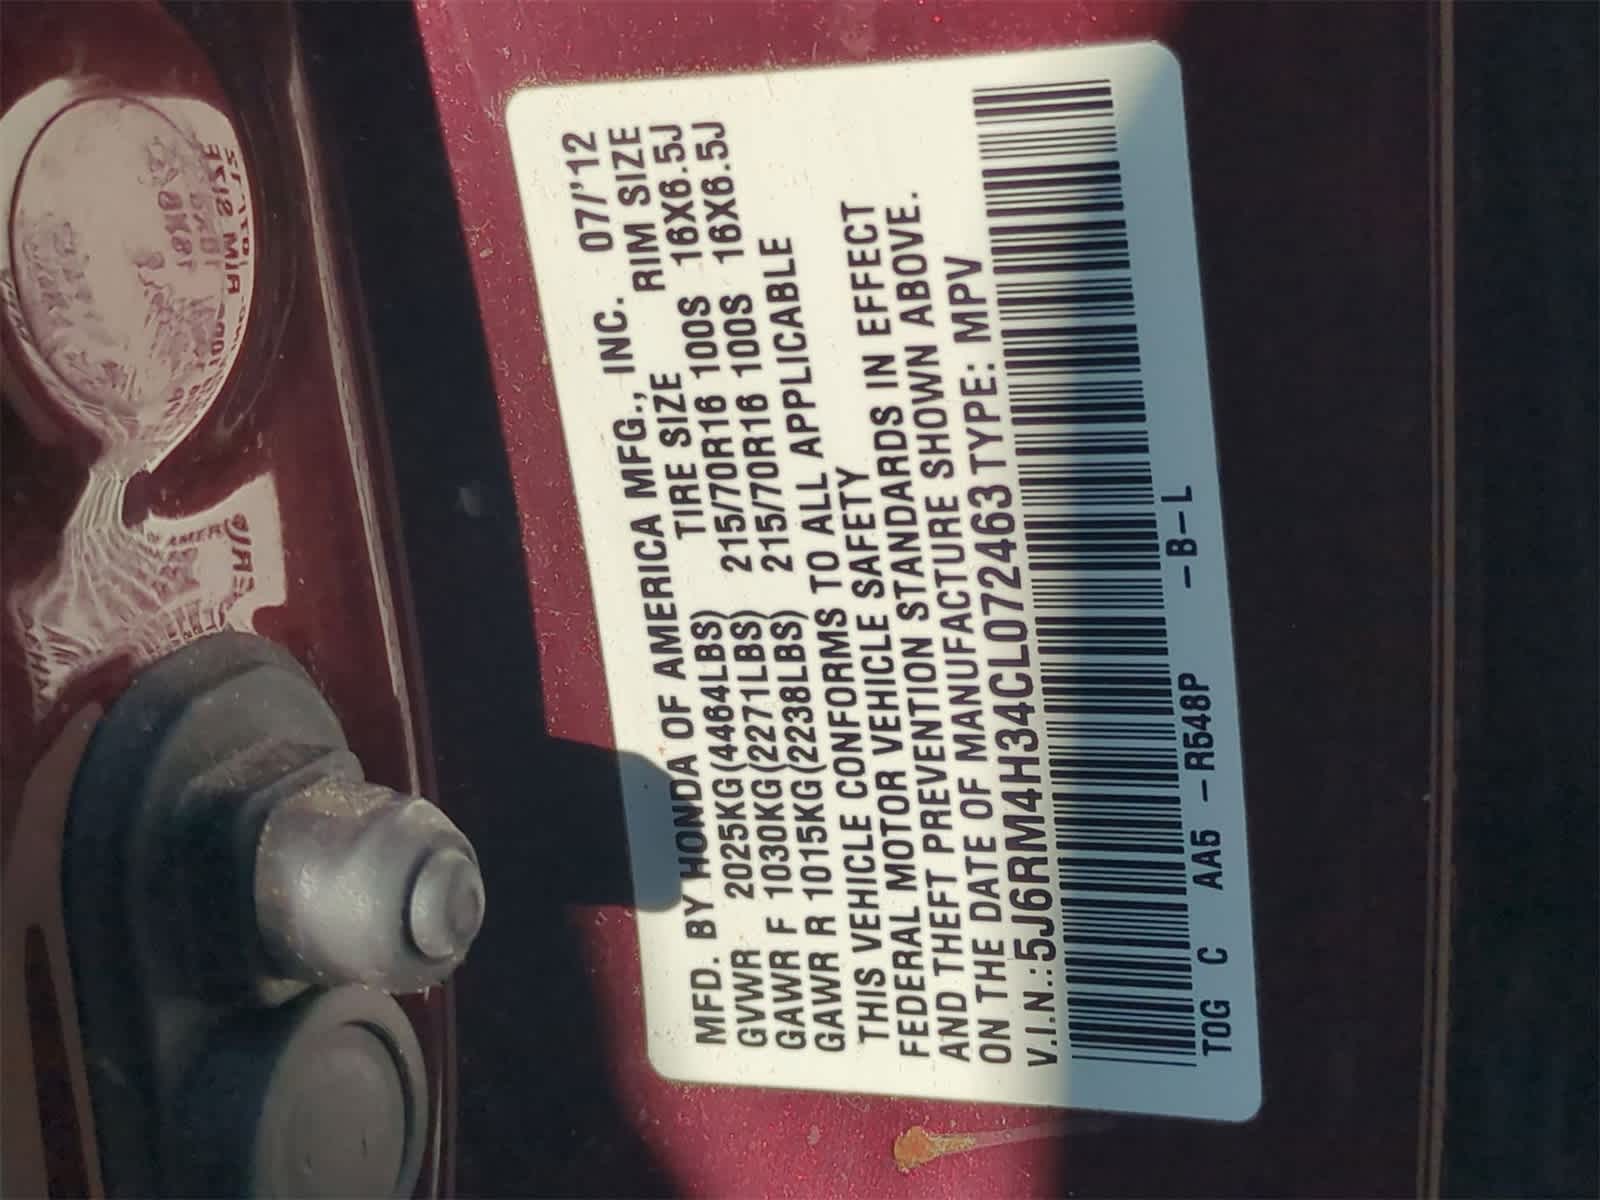 MFD. BY HONDA OF AMERICA MFG., INC. 07/'12
TIRE SIZE RIM SIZE
GVWR 2025KG(4464LBS) 215/70R16 100S 16X6.5J
GAWR F 1030KG(2271LBS) 215/70R16 100S 16X6.5J
GAWR R 1015KG(2238LBS)
THIS VEHICLE CONFORMS TO ALL APPLICABLE
FEDERAL MOTOR VEHICLE SAFETY
AND THEFT PREVENTION STANDARDS IN EFFECT
ON THE DATE OF MANUFACTURE SHOWN ABOVE.
V.I.N.:5J6RM4H34CL072463 TYPE: MPV
TOG C AA5 -R548P -B-L